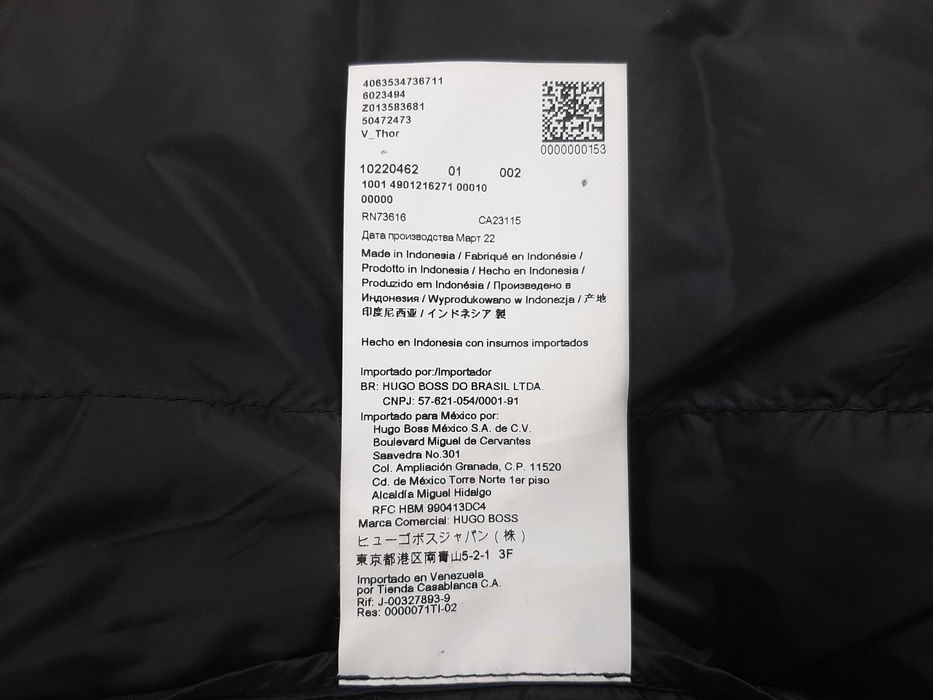 4063534736711
6023494
Z013583681
50472473
V_Thor
0000000153
10220462 01 002
1001 4901216271 00010
00000
RN73616 CA23115
Дата производства Март 22
Made in Indonesia / Fabriqué en Indonésie /
Prodotto in Indonesia / Hecho en Indonesia /
Produzido em Indonésia / Произведено в
Индонезия / Wyprodukowano w Indonezja / 产地
印度尼西亚 / インドネシア 製
Hecho en Indonesia con insumos importados
Importado por:/Importador
BR: HUGO BOSS DO BRASIL LTDA.
CNPJ: 57-621-054/0001-91
Importado para México por:
Hugo Boss México S.A. de C.V.
Boulevard Miguel de Cervantes
Saavedra No.301
Col. Ampliación Granada, C.P. 11520
Cd. de México Torre Norte 1er piso
Alcaldía Miguel Hidalgo
RFC HBM 990413DC4
Marca Comercial: HUGO BOSS
ヒューゴボスジャパン（株）
東京都港区南青山5-2-1 3F
Importado en Venezuela
por Tienda Casablanca C.A.
Rif: J-00327893-9
Res: 0000071TI-02